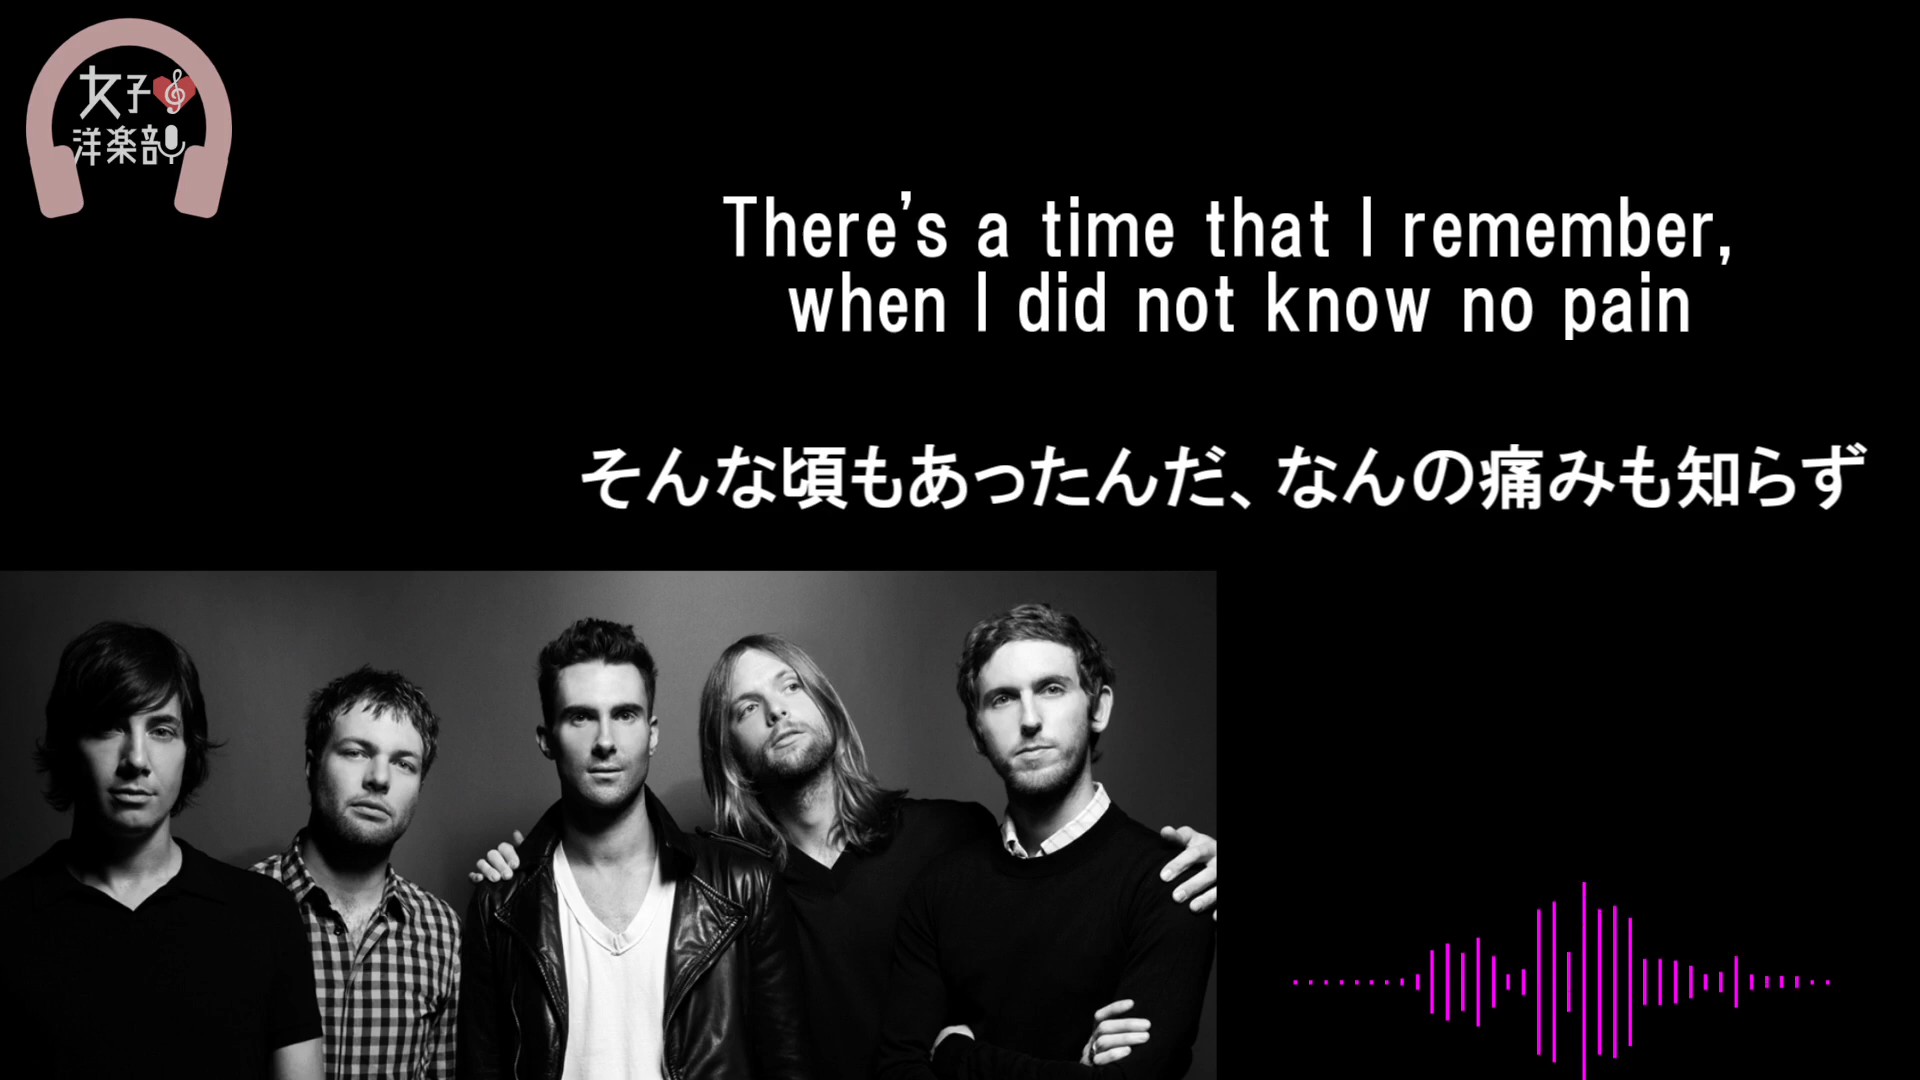 女子
洋楽部
There's a time that I remember,
when I did not know no pain
そんな頃もあったんだ、なんの痛みも知らず